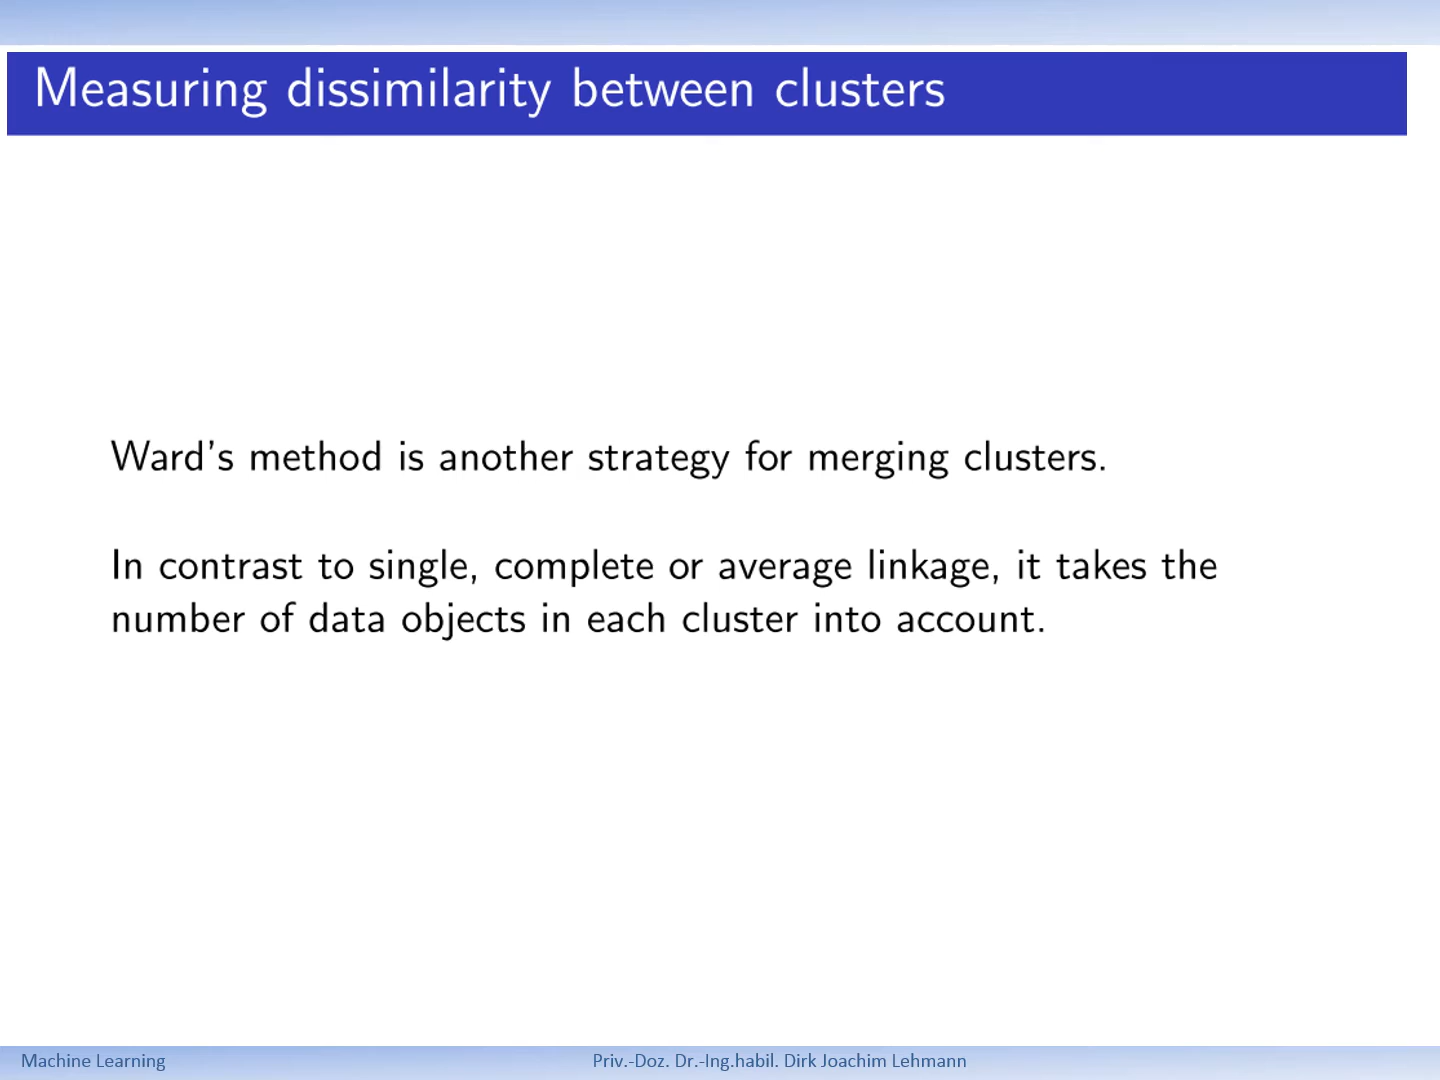 Measuring dissimilarity between clusters
Ward's method is another strategy for merging clusters.
In contrast to single, complete or average linkage, it takes the
number of data objects in each cluster into account.
Machine Learning
Priv.-Doz. Dr.-Ing.habil. Dirk Joachim Lehmann